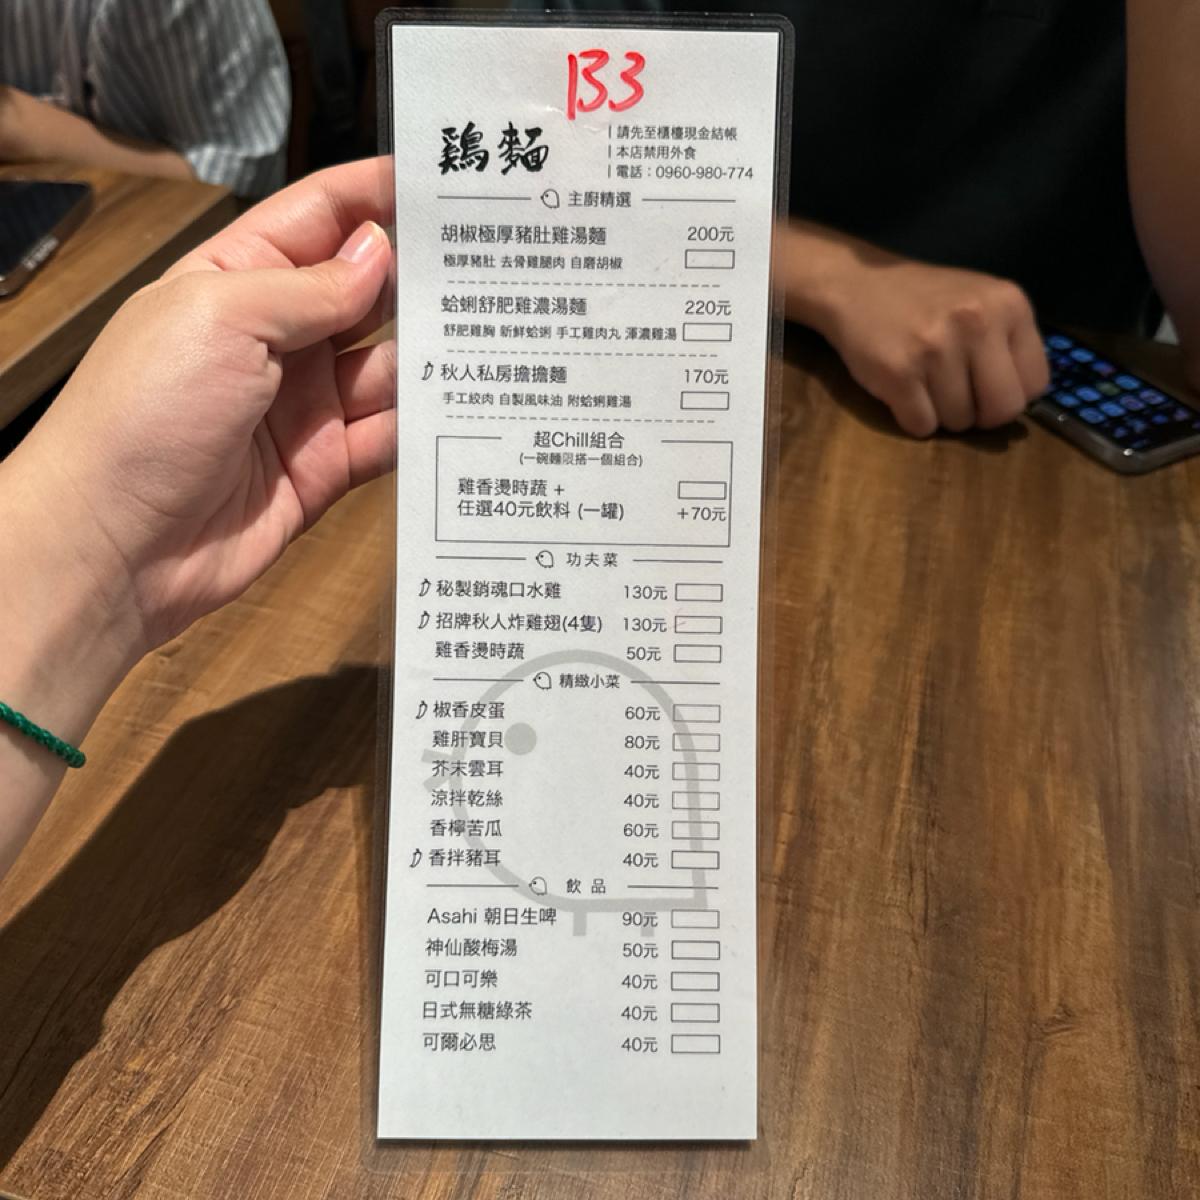 B3
鶏麵
| 請先至櫃檯現金結帳
| 本店禁用外食
| 電話：0960-980-774
主廚精選
胡椒極厚豬肚雞湯麵 200元
極厚豬肚 去骨雞腿肉 自磨胡椒
蛤蜊舒肥雞濃湯麵 220元
舒肥雞胸 新鮮蛤蜊 手工雞肉丸 渾濃雞湯
秋人私房擔擔麵 170元
手工絞肉 自製風味油 附蛤蜊雞湯
超Chill組合
(一碗麵限搭一個組合)
雞香燙時蔬 +
任選40元飲料 (一罐) +70元
功夫菜
秘製銷魂口水雞 130元
招牌秋人炸雞翅(4隻) 130元
雞香燙時蔬 50元
精緻小菜
椒香皮蛋 60元
雞肝寶貝 80元
芥末雲耳 40元
涼拌乾絲 40元
香檸苦瓜 60元
香拌豬耳 40元
飲品
Asahi 朝日生啤 90元
神仙酸梅湯 50元
可口可樂 40元
日式無糖綠茶 40元
可爾必思 40元